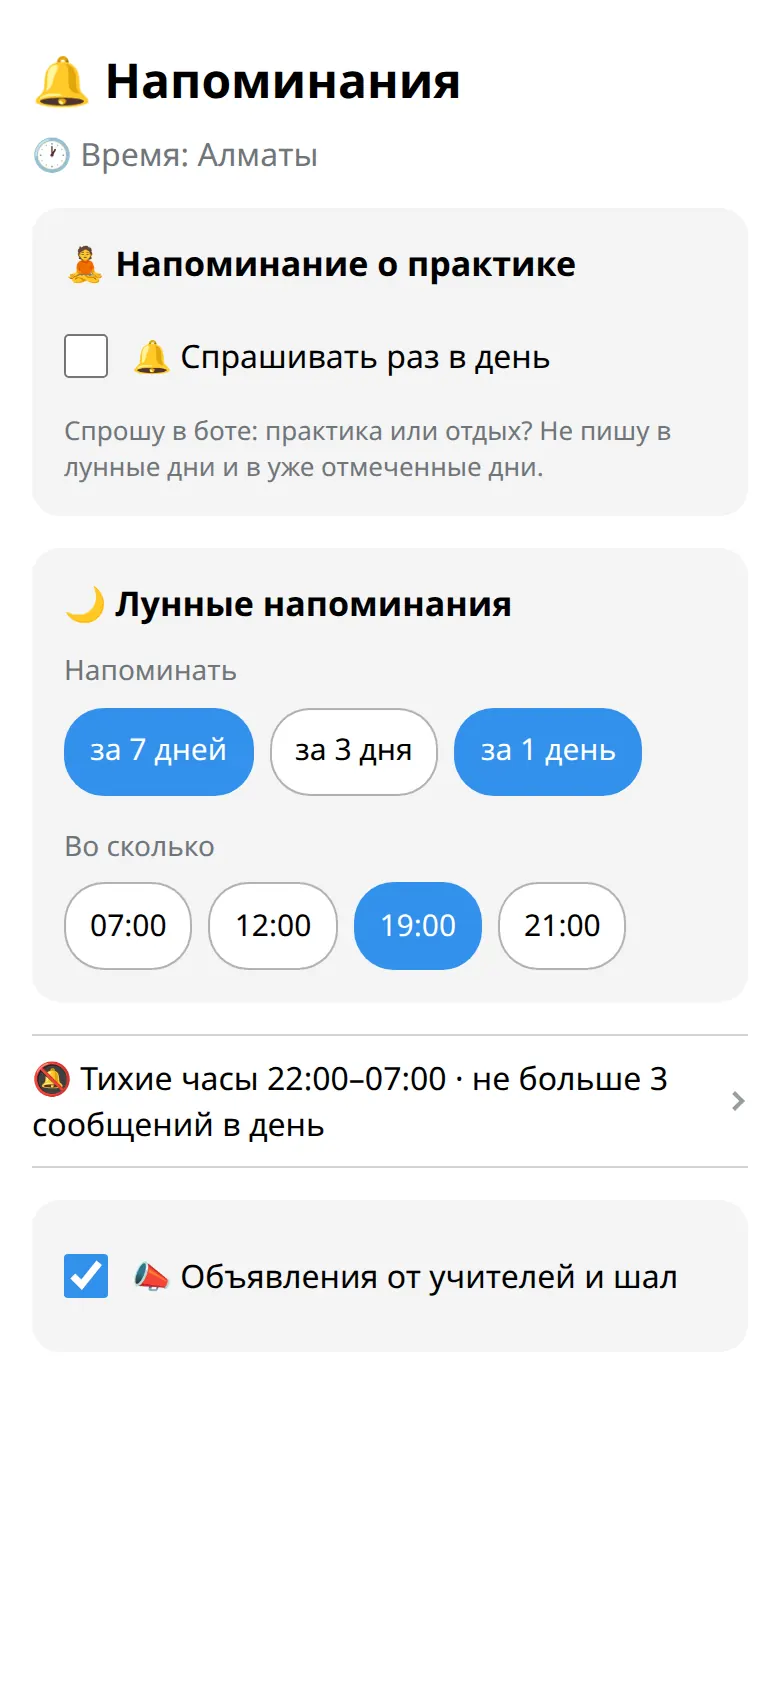 🔔 Напоминания
🕐 Время: Алматы
🧘 Напоминание о практике
🔔 Спрашивать раз в день
Спрошу в боте: практика или отдых? Не пишу в
лунные дни и в уже отмеченные дни.
🌙 Лунные напоминания
Напоминать
за 7 дней за 3 дня за 1 день
Во сколько
07:00 12:00 19:00 21:00
🔕 Тихие часы 22:00–07:00 · не больше 3
сообщений в день
📣 Объявления от учителей и шал